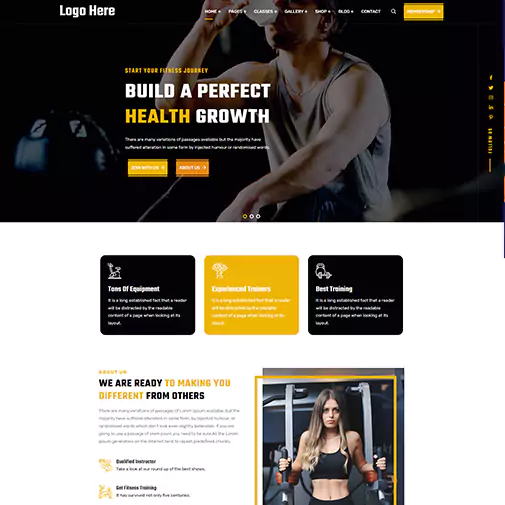 Logo Here
HOME + PAGES + CLASSES + GALLERY + SHOP + BLOG + CONTACT
MEMBERSHIP →
START YOUR FITNESS JOURNEY
BUILD A PERFECT
HEALTH GROWTH
There are many variations of passages available but the majority have
suffered alteration in some form by injected humour or randomised words.
JOIN WITH US →
ABOUT US →
FOLLOW US
Tons Of Equipment
It is a long established fact that a reader
will be distracted by the readable
content of a page when looking at its
layout.
Experienced Trainers
It is a long established fact that a reader
will be distracted by the readable
content of a page when looking at its
layout.
Best Training
It is a long established fact that a reader
will be distracted by the readable
content of a page when looking at its
layout.
ABOUT US
WE ARE READY TO MAKING YOU
DIFFERENT FROM OTHERS
There are many variations of passages of Lorem Ipsum available, but the
majority have suffered alteration in some form, by injected humour, or
randomised words which don't look even slightly believable. If you are
going to use a passage of Lorem Ipsum you need to be sure. All the Lorem
Ipsum generators on the Internet tend to repeat predefined chunks.
Qualified Instructor
Take a look at our round up of the best shows.
Get Fitness Training
It has survived not only five centuries.